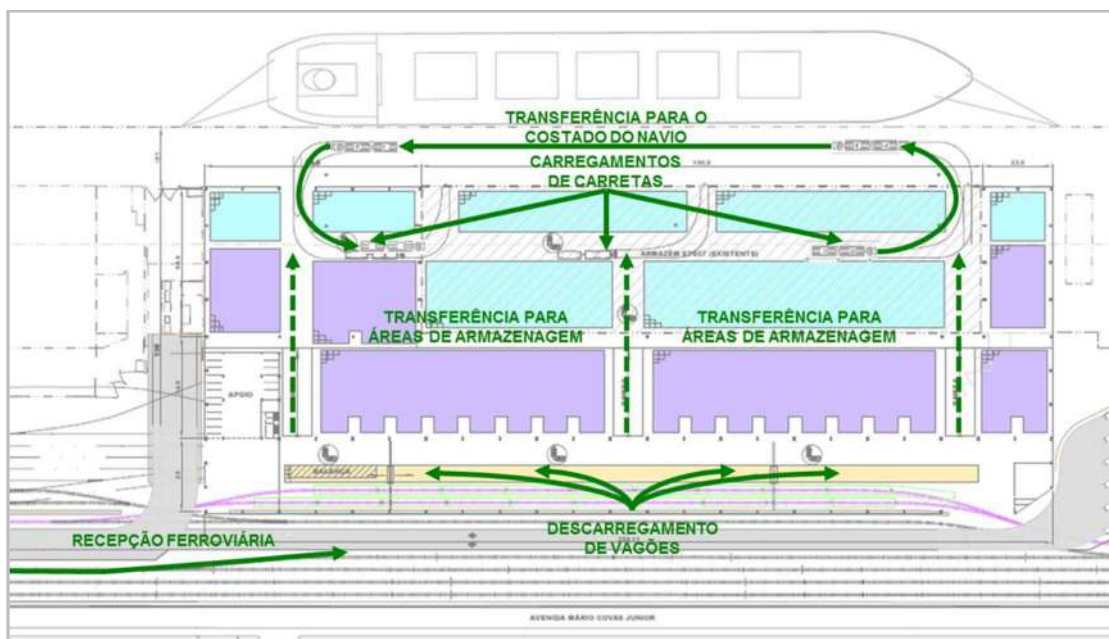 TRANSFERÊNCIA PARA O
COSTADO DO NAVIO
CARREGAMENTOS
DE CARRETAS
ARMAZÉM 37607 (EXISTENTE)
TRANSFERÊNCIA PARA
ÁREAS DE ARMAZENAGEM
TRANSFERÊNCIA PARA
ÁREAS DE ARMAZENAGEM
APOIO
BALANÇA
RECEPÇÃO FERROVIÁRIA
DESCARREGAMENTO
DE VAGÕES
AVENIDA MÁRIO COVAS JUNIOR